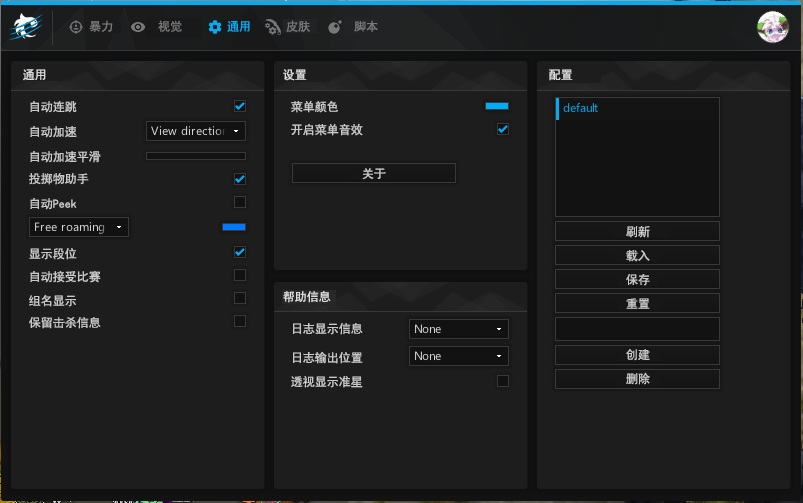 暴力 视觉 通用 皮肤 脚本
通用
自动连跳
自动加速 View direction
自动加速平滑
投掷物助手
自动Peek
Free roaming
显示段位
自动接受比赛
组名显示
保留击杀信息
设置
菜单颜色
开启菜单音效
关于
帮助信息
日志显示信息 None
日志输出位置 None
透视显示准星
配置
default
刷新
载入
保存
重置
创建
删除